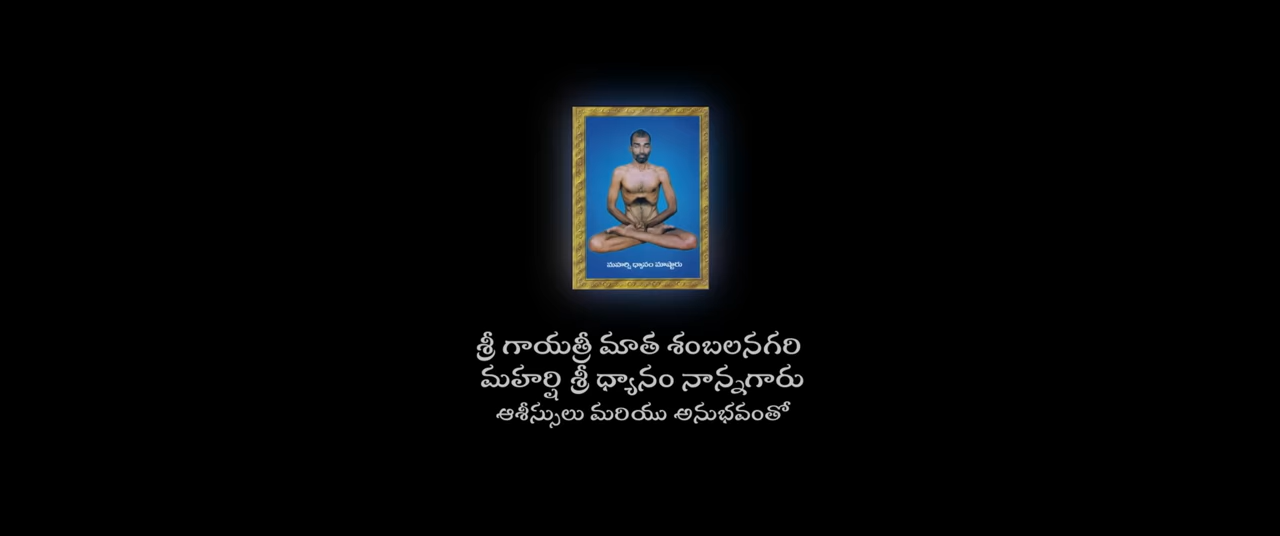 మహర్షి ధ్యానం మాష్టారు
శ్రీ గాయత్రీ మాత శంబలనగరి
మహర్షి శ్రీ ధ్యానం నాన్నగారు
ఆశీస్సులు మరియు అనుభవంతో